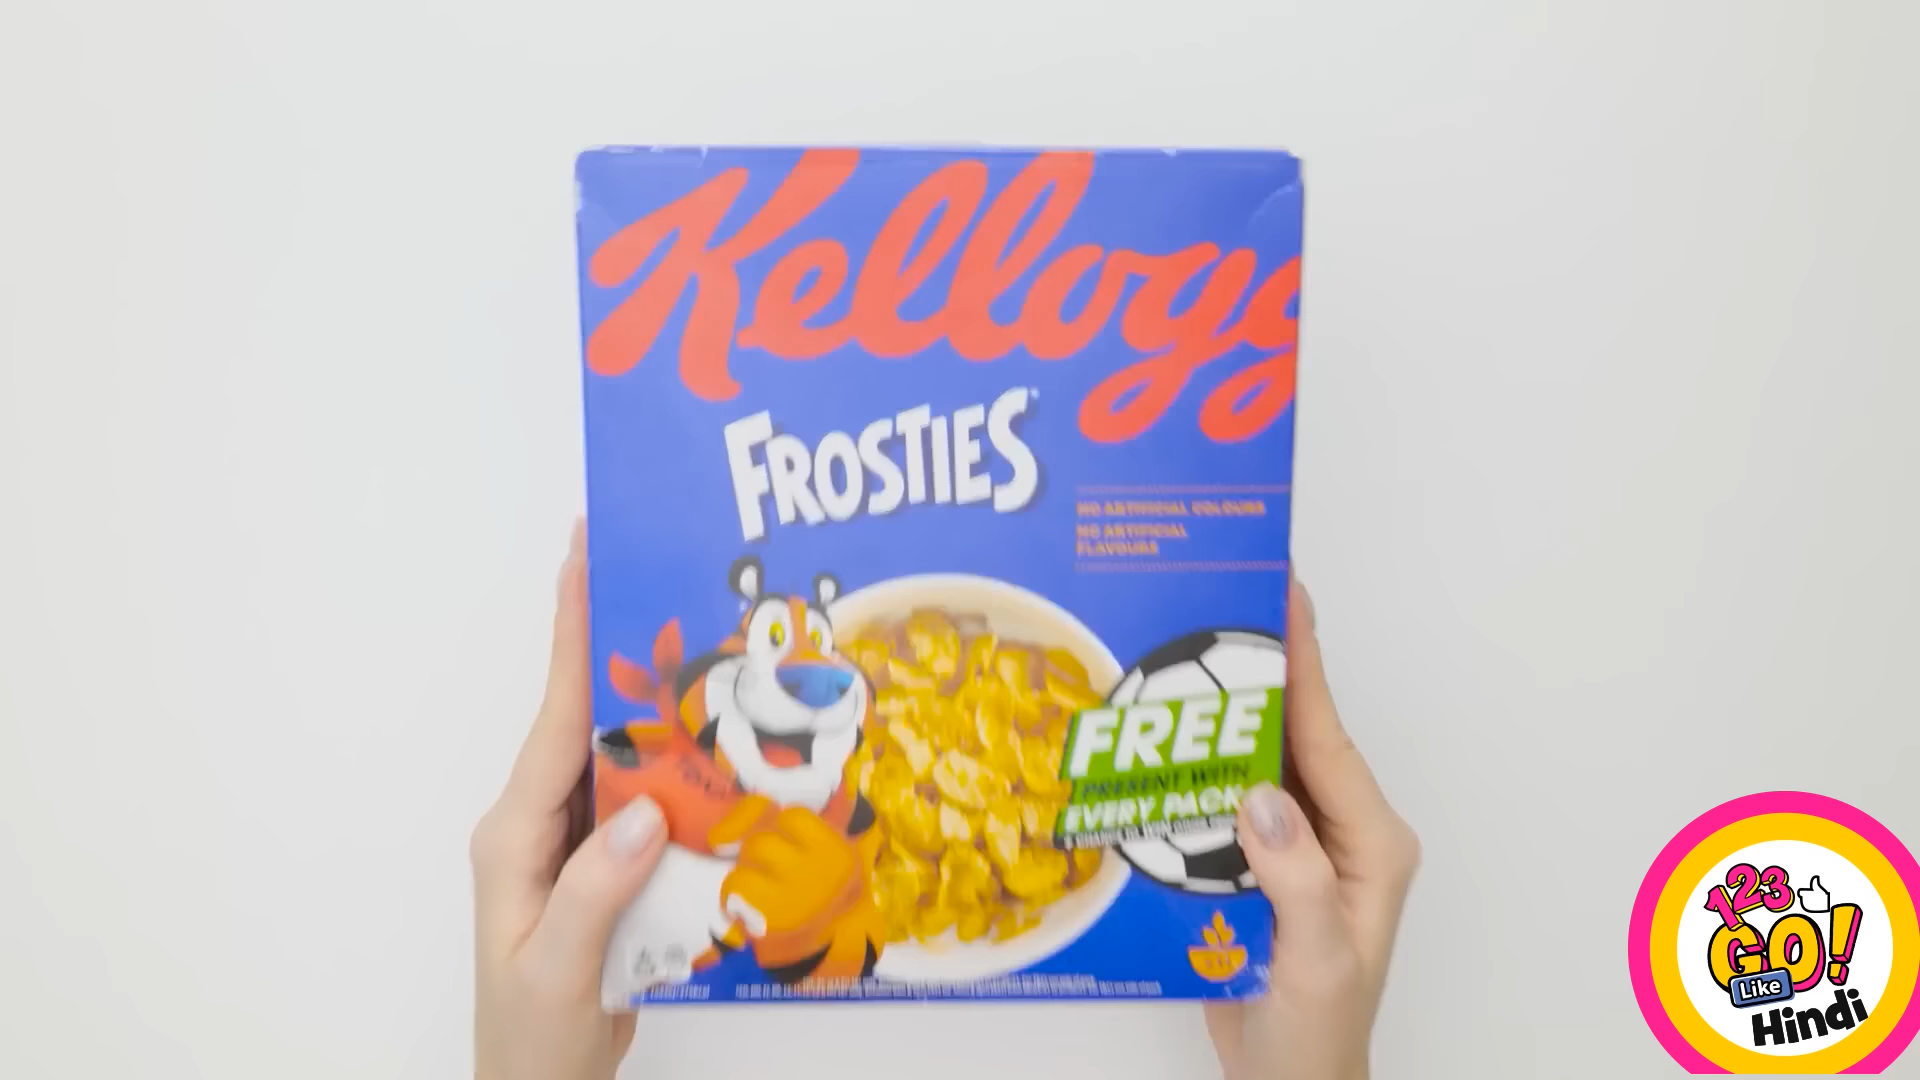 Kellogg
FROSTIES
NO ARTIFICIAL COLOURS
NO ARTIFICIAL
FLAVOURS
FREE
PRESENT WITH
EVERY PACK
123
GO!
Like
Hindi